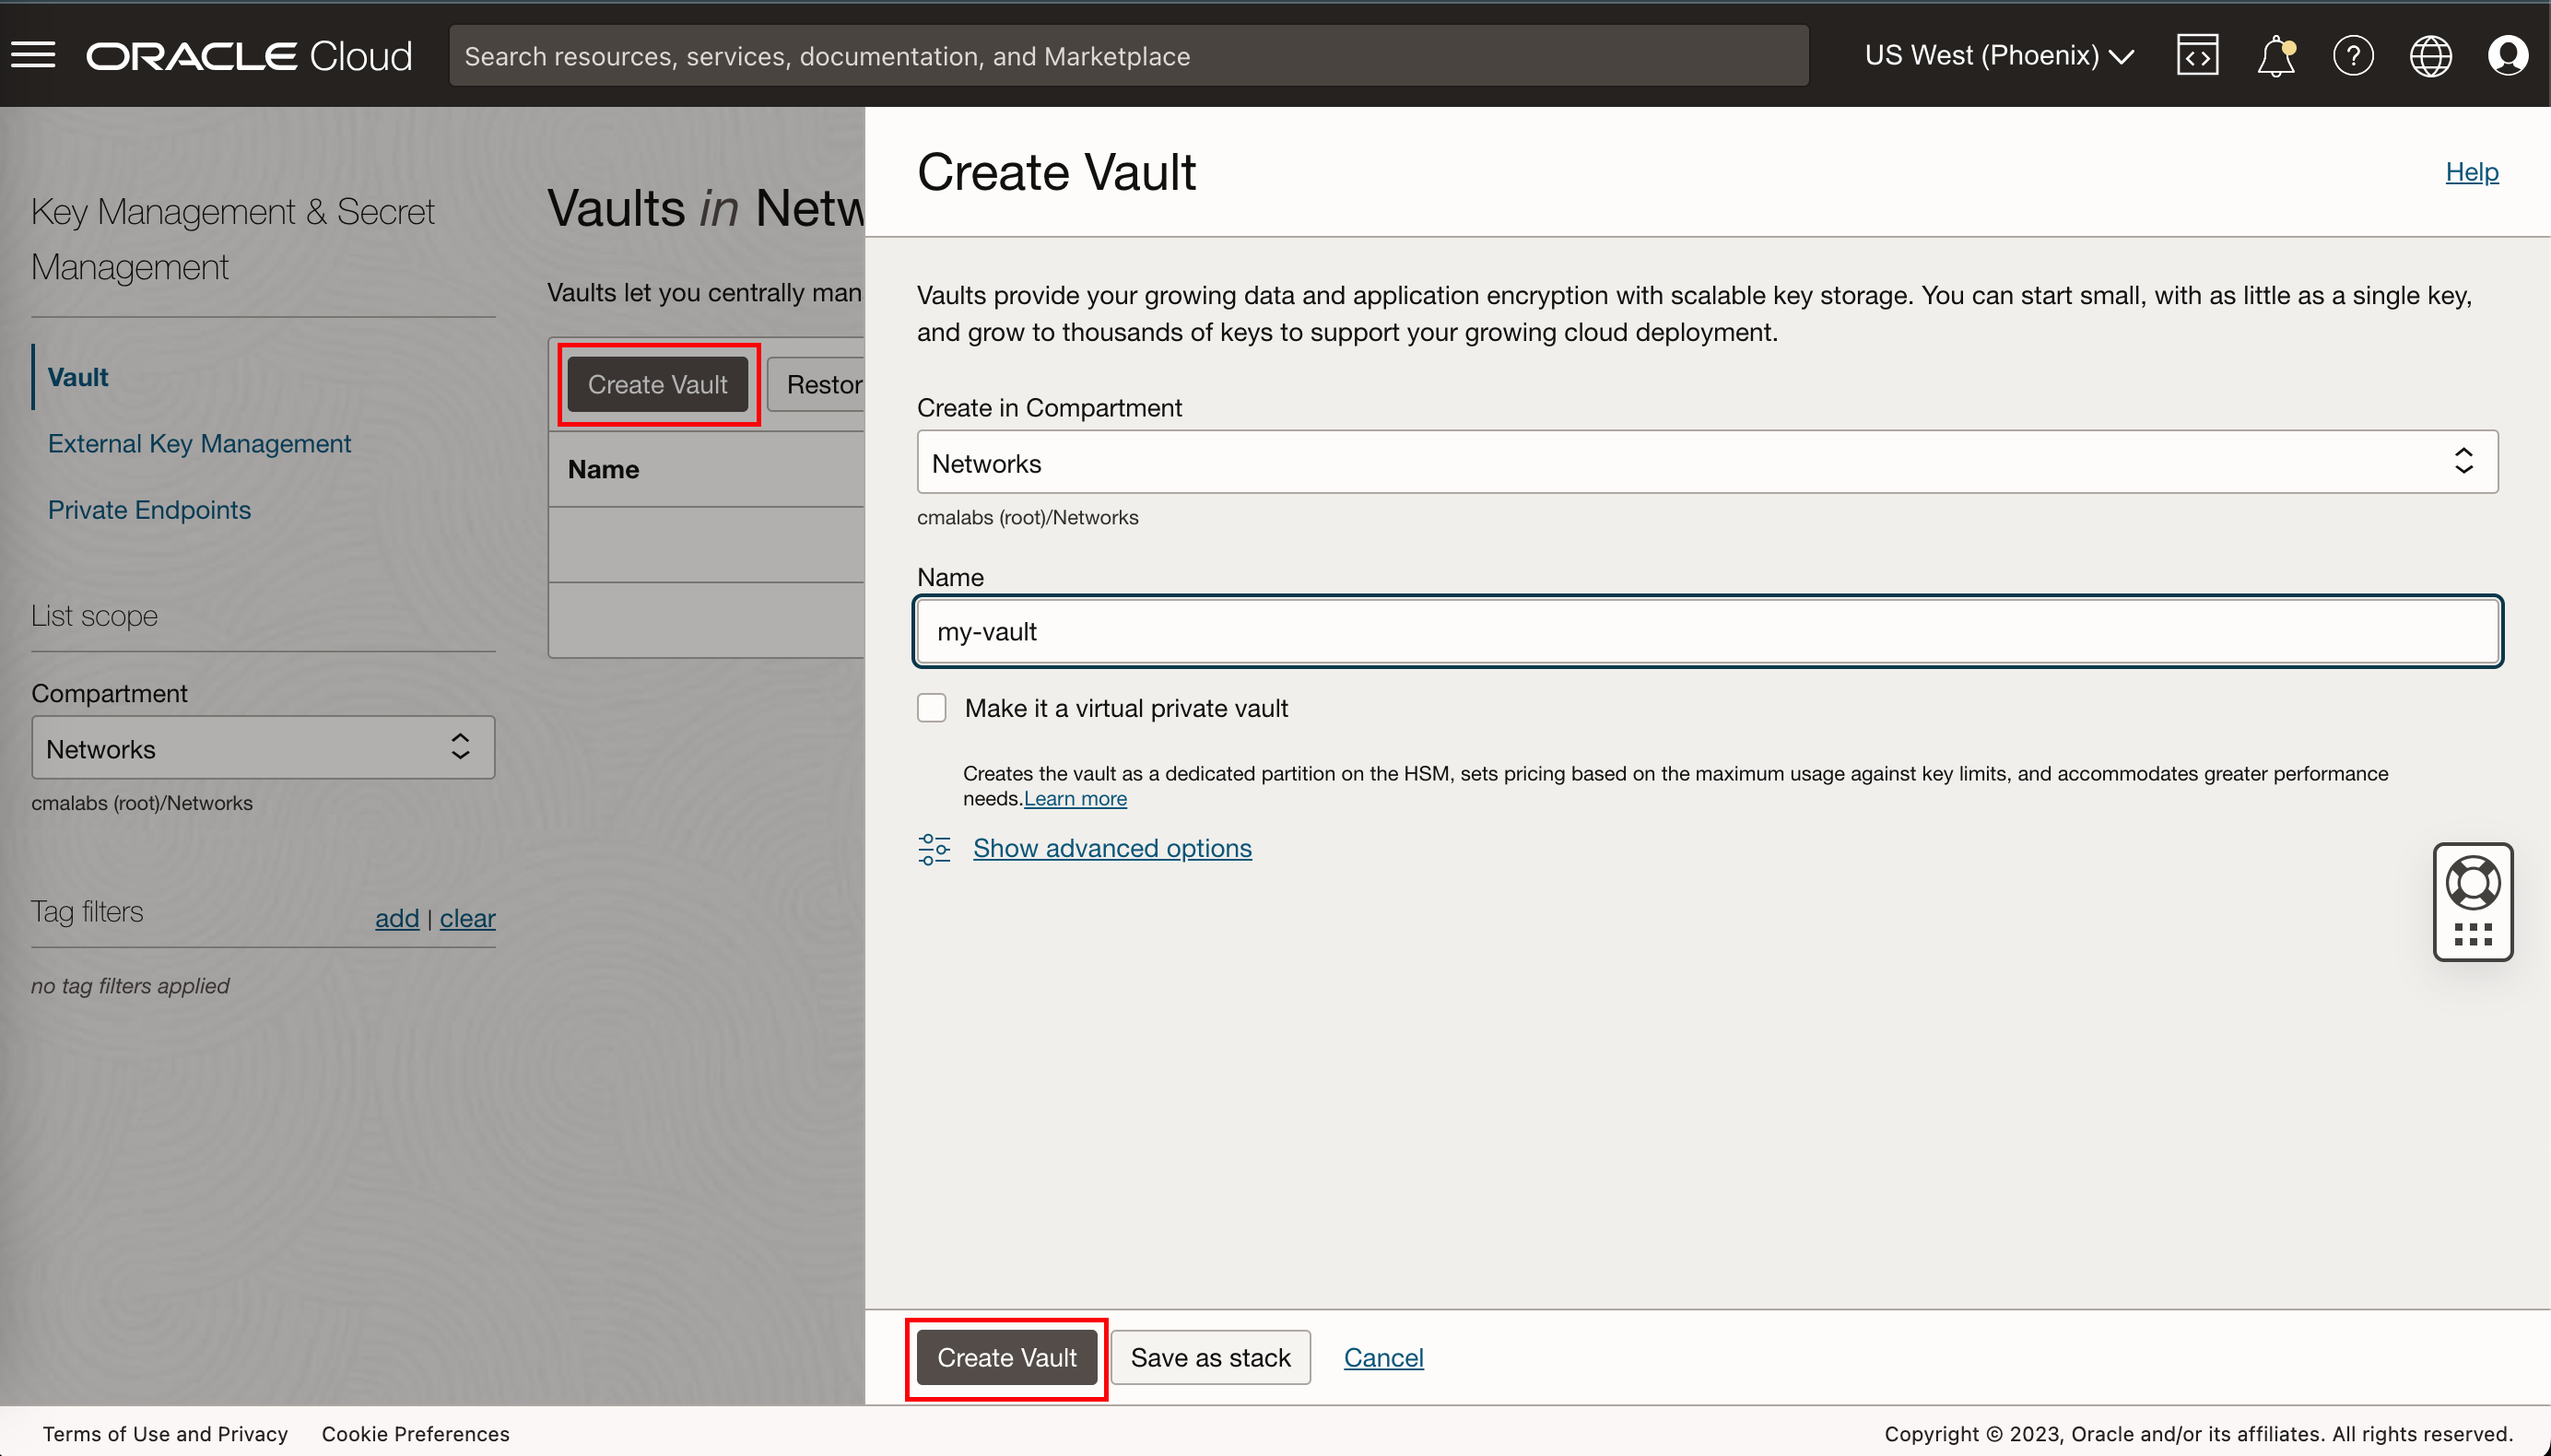 ORACLE Cloud
Search resources, services, documentation, and Marketplace
US West (Phoenix)
Key Management & Secret
Management
Vault
External Key Management
Private Endpoints
List scope
Compartment
Networks
cmalabs (root)/Networks
Tag filters
add | clear
no tag filters applied
Vaults in Netw
Vaults let you centrally man
Create Vault
Restor
Name
Create Vault
Help
Vaults provide your growing data and application encryption with scalable key storage. You can start small, with as little as a single key,
and grow to thousands of keys to support your growing cloud deployment.
Create in Compartment
Networks
cmalabs (root)/Networks
Name
my-vault
Make it a virtual private vault
Creates the vault as a dedicated partition on the HSM, sets pricing based on the maximum usage against key limits, and accommodates greater performance
needs.Learn more
Show advanced options
Create Vault
Save as stack
Cancel
Terms of Use and Privacy
Cookie Preferences
Copyright © 2023, Oracle and/or its affiliates. All rights reserved.